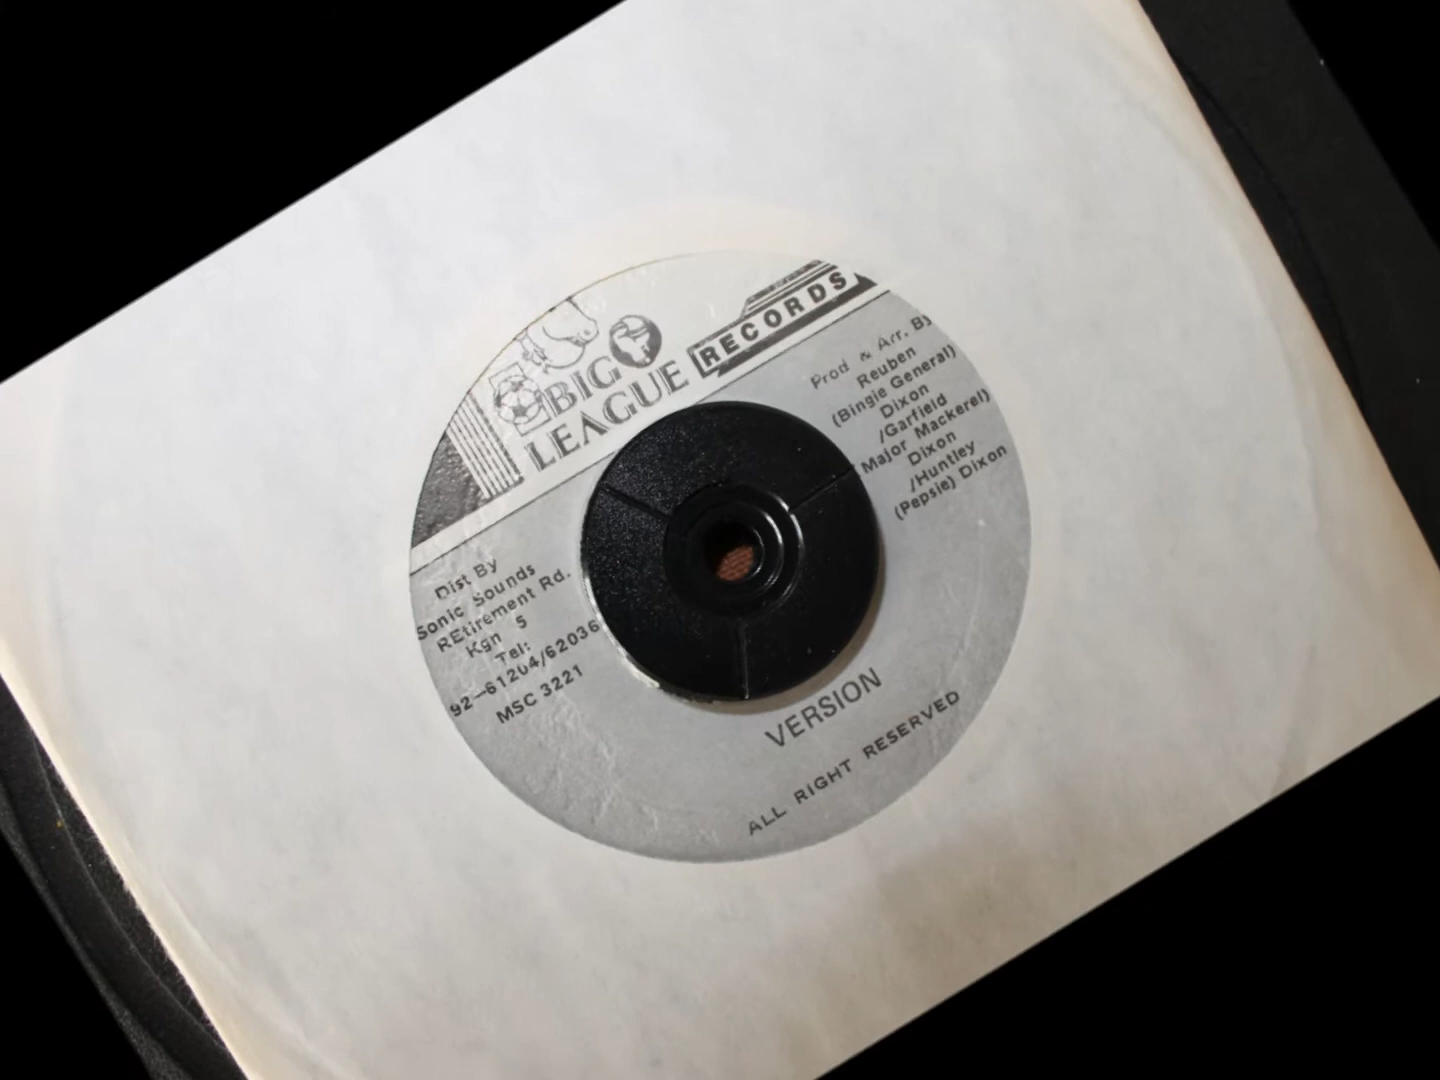 BIG
LEAGUE
RECORDS
Prod & Arr. By
Reuben
(Bingie General)
Dixon
/Garfield
Major Mackerel)
Dixon
/Huntley
(Pepsie) Dixon
Dist By
Sonic Sounds
REtirement Rd.
Kgn 5
Tel:
92-61204/62036
MSC 3221
VERSION
ALL RIGHT RESERVED